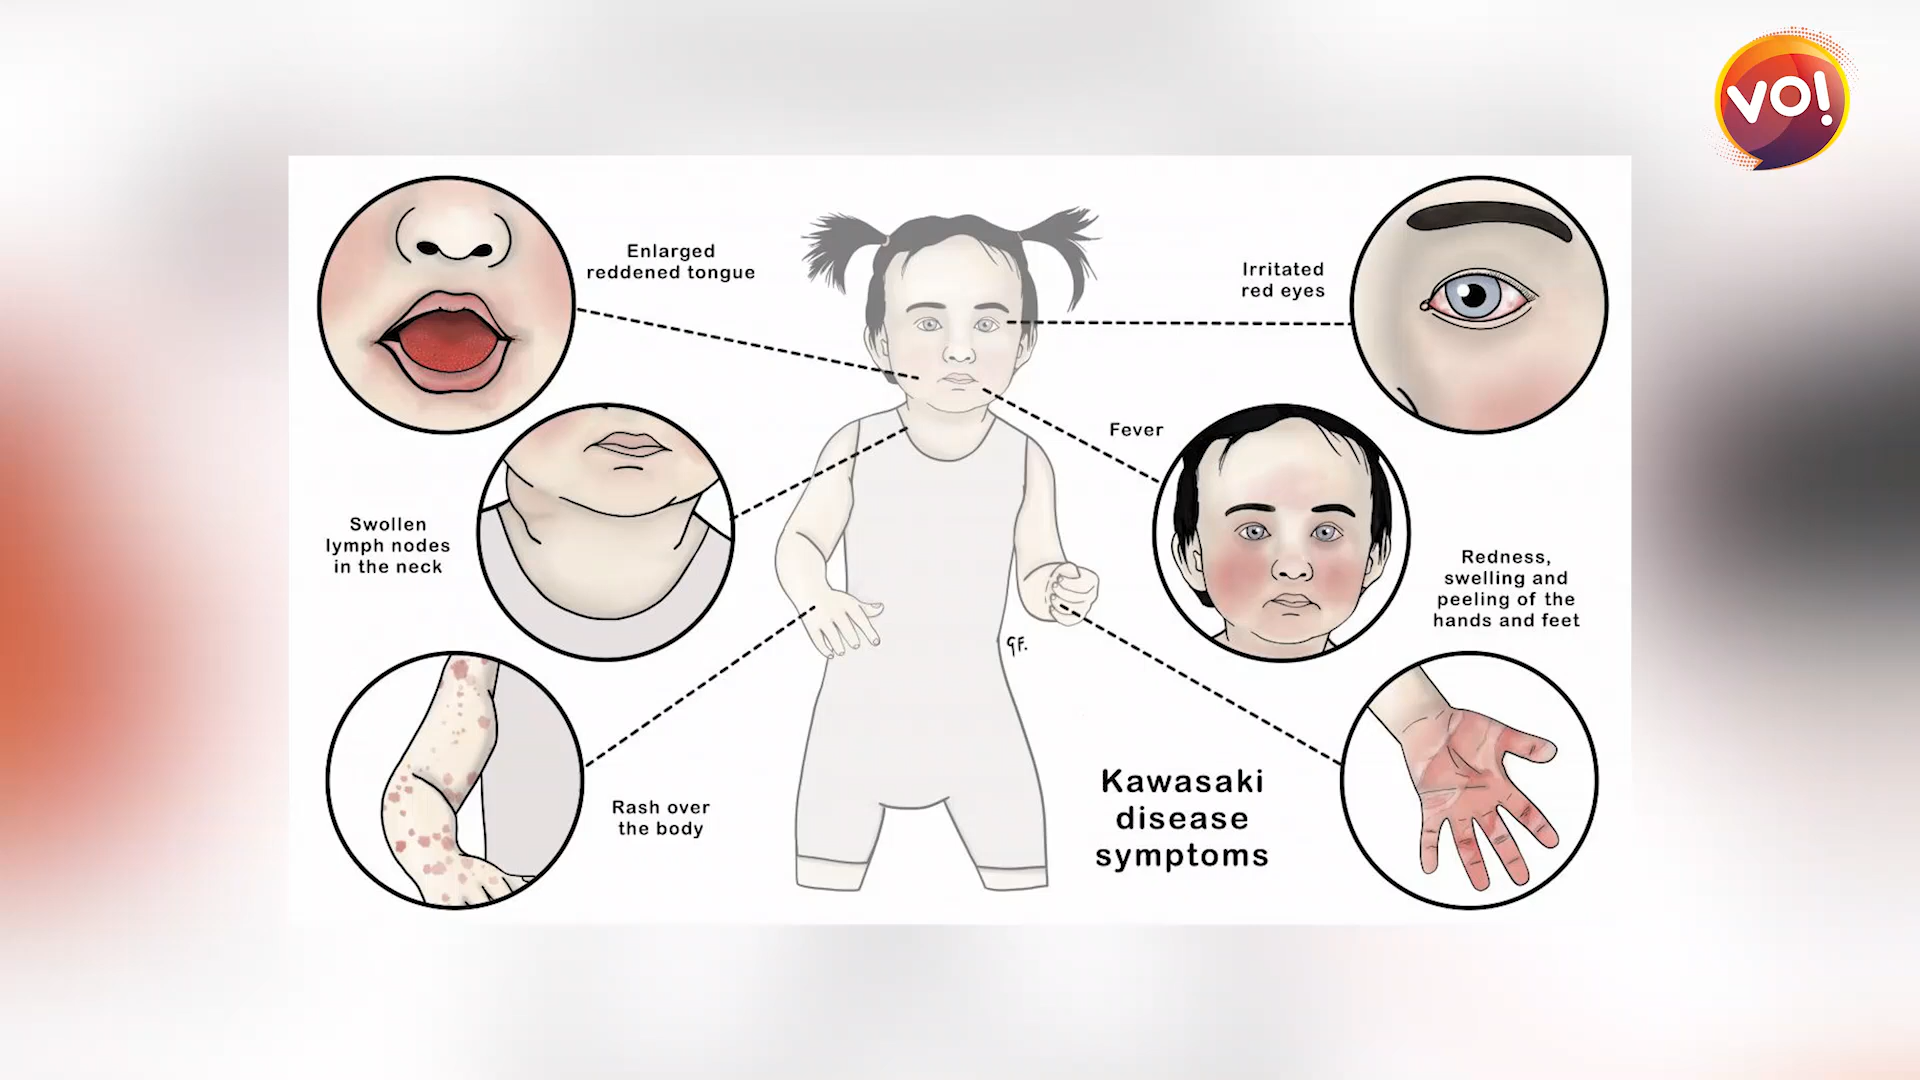 VO!
Enlarged
reddened tongue
Irritated
red eyes
Fever
Swollen
lymph nodes
in the neck
Redness,
swelling and
peeling of the
hands and feet
GF.
Rash over
the body
Kawasaki
disease
symptoms